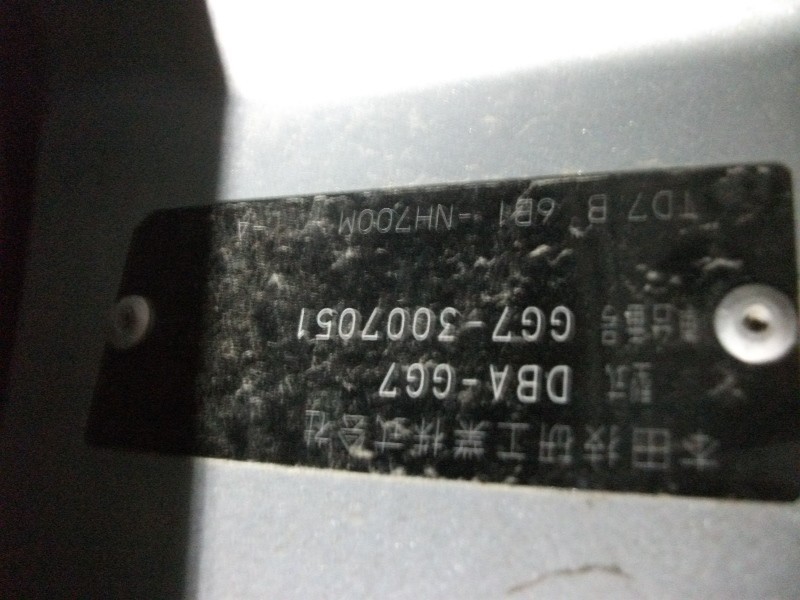 本田技研工業株式会社
型式 DBA-GG7
車台番号 GG7-3007051
TD7 B 6B1 -NH700M -A